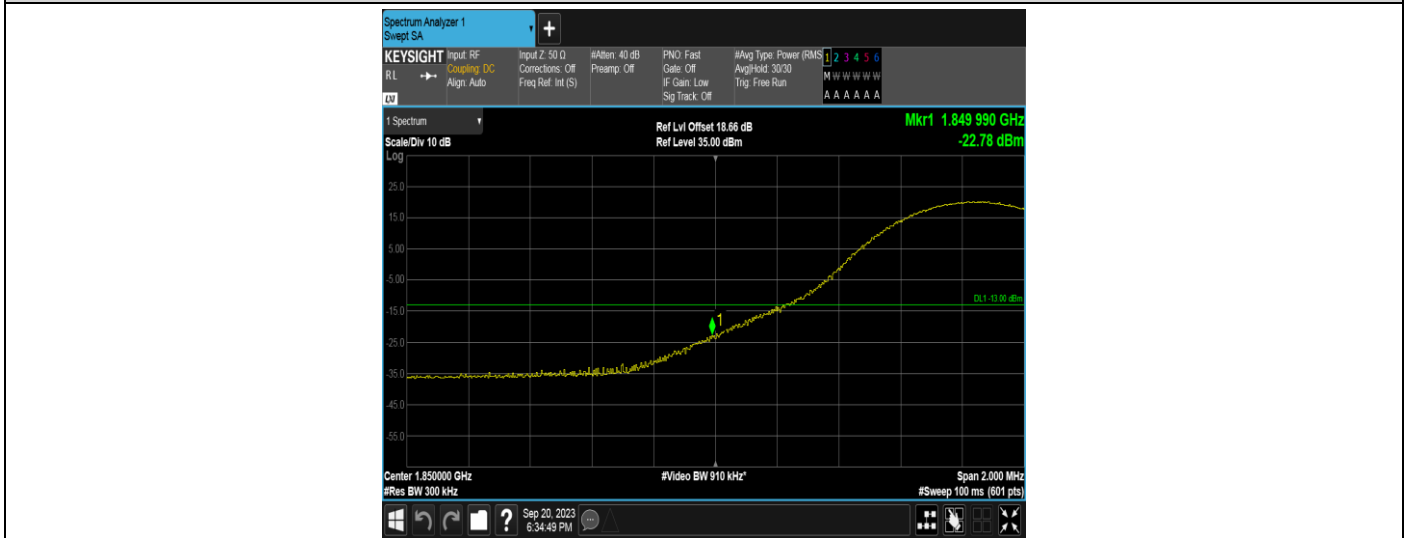 Spectrum Analyzer 1
Swept SA
+
KEYSIGHT Input: RF Input Z: 50 Ω #Atten: 40 dB PNO: Fast #Avg Type: Power (RMS 1 2 3 4 5 6
RL Coupling: DC Corrections: Off Preamp: Off Gate: Off Avg|Hold: 30/30 M W W W W W
Align: Auto Freq Ref: Int (S) IF Gain: Low Trig: Free Run
LXI Sig Track: Off A A A A A A
1 Spectrum Ref Lvl Offset 18.66 dB Mkr1 1.849 990 GHz
Scale/Div 10 dB Ref Level 35.00 dBm -22.78 dBm
Log
25.0
15.0
5.00
-5.00
DL1 -13.00 dBm
-15.0
1
-25.0
-35.0
-45.0
-55.0
Center 1.850000 GHz #Video BW 910 kHz* Span 2.000 MHz
#Res BW 300 kHz #Sweep 100 ms (601 pts)
? Sep 20, 2023
6:34:49 PM